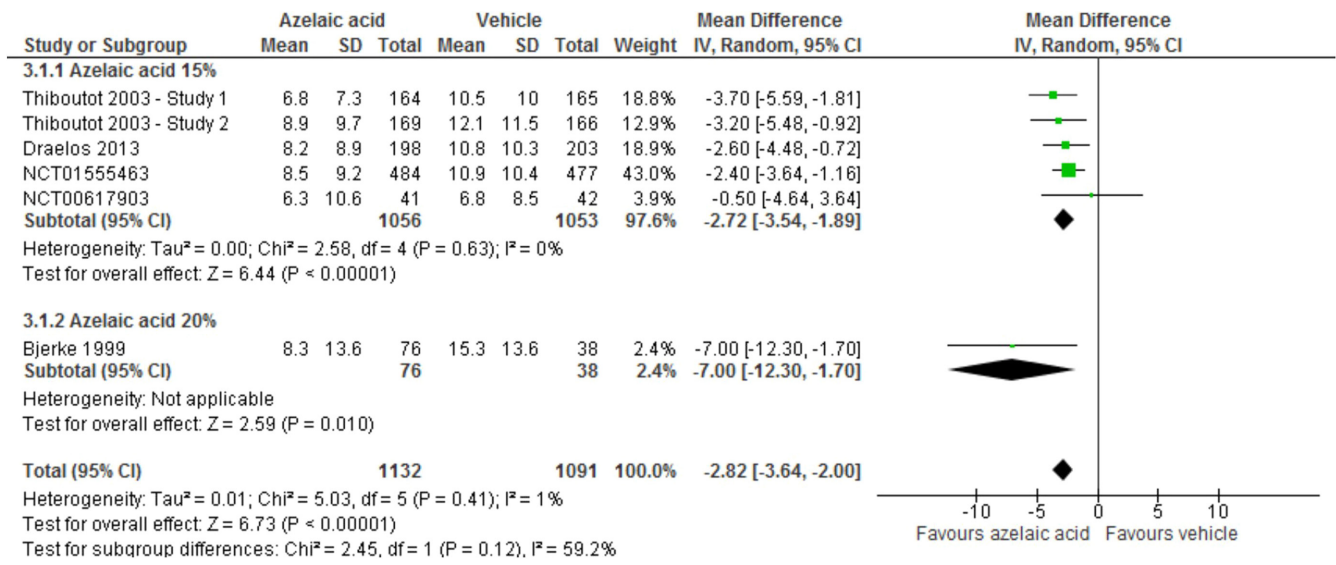 Azelaic acid Vehicle Mean Difference Mean Difference
Study or Subgroup Mean SD Total Mean SD Total Weight IV, Random, 95% CI IV, Random, 95% CI
3.1.1 Azelaic acid 15%
Thiboutot 2003 - Study 1 6.8 7.3 164 10.5 10 165 18.8% -3.70 [-5.59, -1.81]
Thiboutot 2003 - Study 2 8.9 9.7 169 12.1 11.5 166 12.9% -3.20 [-5.48, -0.92]
Draelos 2013 8.2 8.9 198 10.8 10.3 203 18.9% -2.60 [-4.48, -0.72]
NCT01555463 8.5 9.2 484 10.9 10.4 477 43.0% -2.40 [-3.64, -1.16]
NCT00617903 6.3 10.6 41 6.8 8.5 42 3.9% -0.50 [-4.64, 3.64]
Subtotal (95% CI) 1056 1053 97.6% -2.72 [-3.54, -1.89]
Heterogeneity: Tau² = 0.00; Chi² = 2.58, df = 4 (P = 0.63); I² = 0%
Test for overall effect: Z = 6.44 (P < 0.00001)
3.1.2 Azelaic acid 20%
Bjerke 1999 8.3 13.6 76 15.3 13.6 38 2.4% -7.00 [-12.30, -1.70]
Subtotal (95% CI) 76 38 2.4% -7.00 [-12.30, -1.70]
Heterogeneity: Not applicable
Test for overall effect: Z = 2.59 (P = 0.010)
Total (95% CI) 1132 1091 100.0% -2.82 [-3.64, -2.00]
Heterogeneity: Tau² = 0.01; Chi² = 5.03, df = 5 (P = 0.41); I² = 1%
Test for overall effect: Z = 6.73 (P < 0.00001)
Test for subgroup differences: Chi² = 2.45, df = 1 (P = 0.12), I² = 59.2%
-10 -5 0 5 10
Favours azelaic acid Favours vehicle